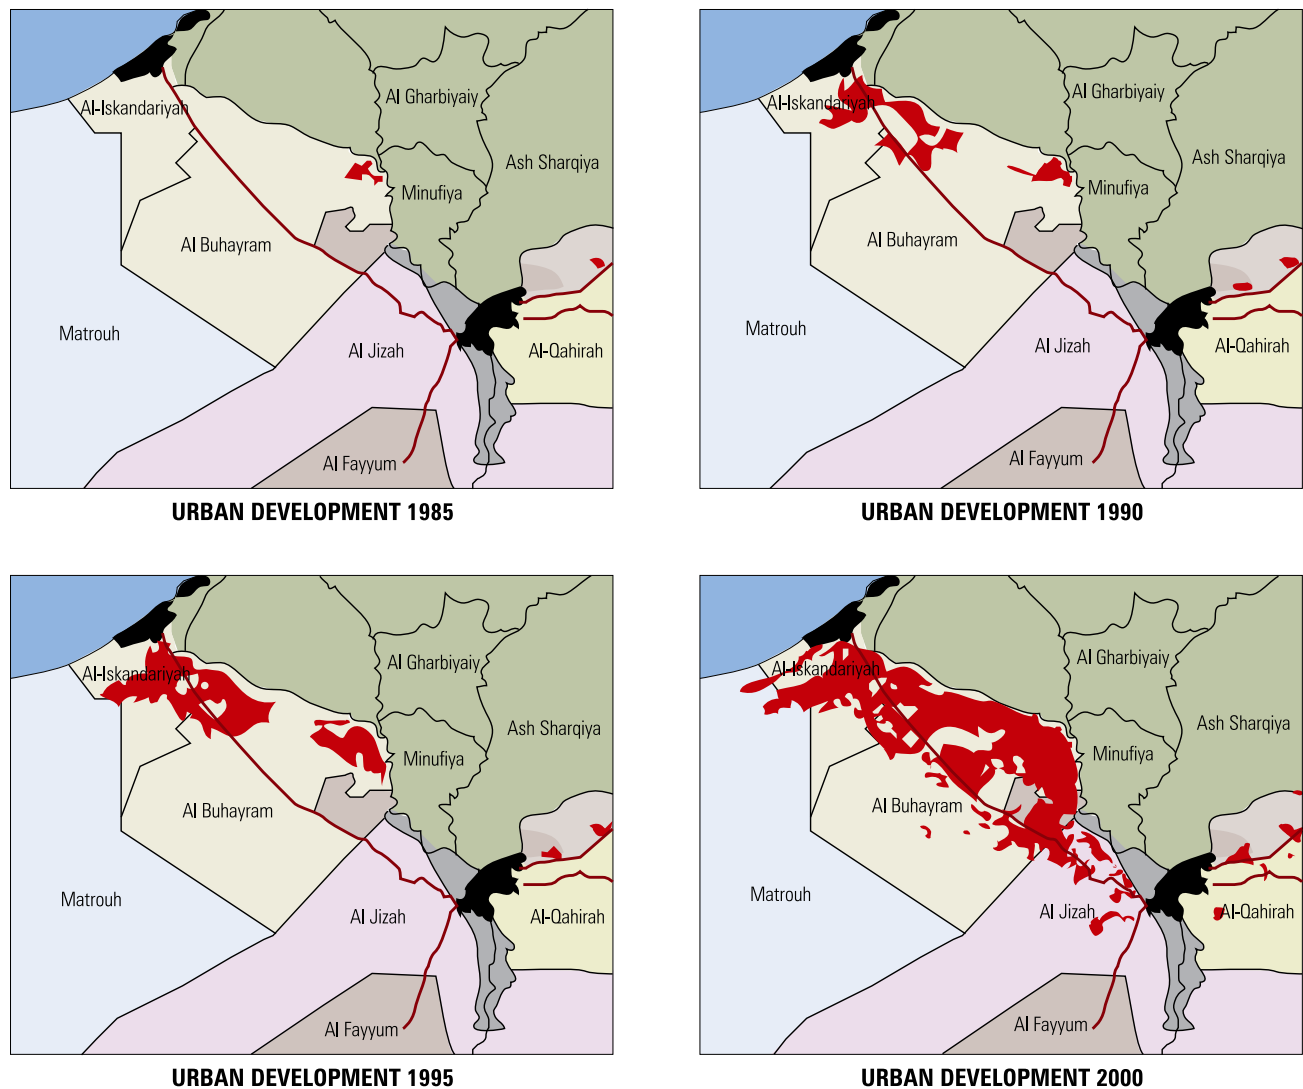 Al-Iskandariyah
Al Gharbiyaiy
Ash Sharqiya
Minufiya
Al Buhayram
Matrouh
Al Jizah
Al-Qahirah
Al Fayyum
URBAN DEVELOPMENT 1985
Al-Iskandariyah
Al Gharbiyaiy
Ash Sharqiya
Minufiya
Al Buhayram
Matrouh
Al Jizah
Al-Qahirah
Al Fayyum
URBAN DEVELOPMENT 1990
Al-Iskandariyah
Al Gharbiyaiy
Ash Sharqiya
Minufiya
Al Buhayram
Matrouh
Al Jizah
Al-Qahirah
Al Fayyum
URBAN DEVELOPMENT 1995
Al-Iskandariyah
Al Gharbiyaiy
Ash Sharqiya
Minufiya
Al Buhayram
Matrouh
Al Jizah
Al-Qahirah
Al Fayyum
URBAN DEVELOPMENT 2000